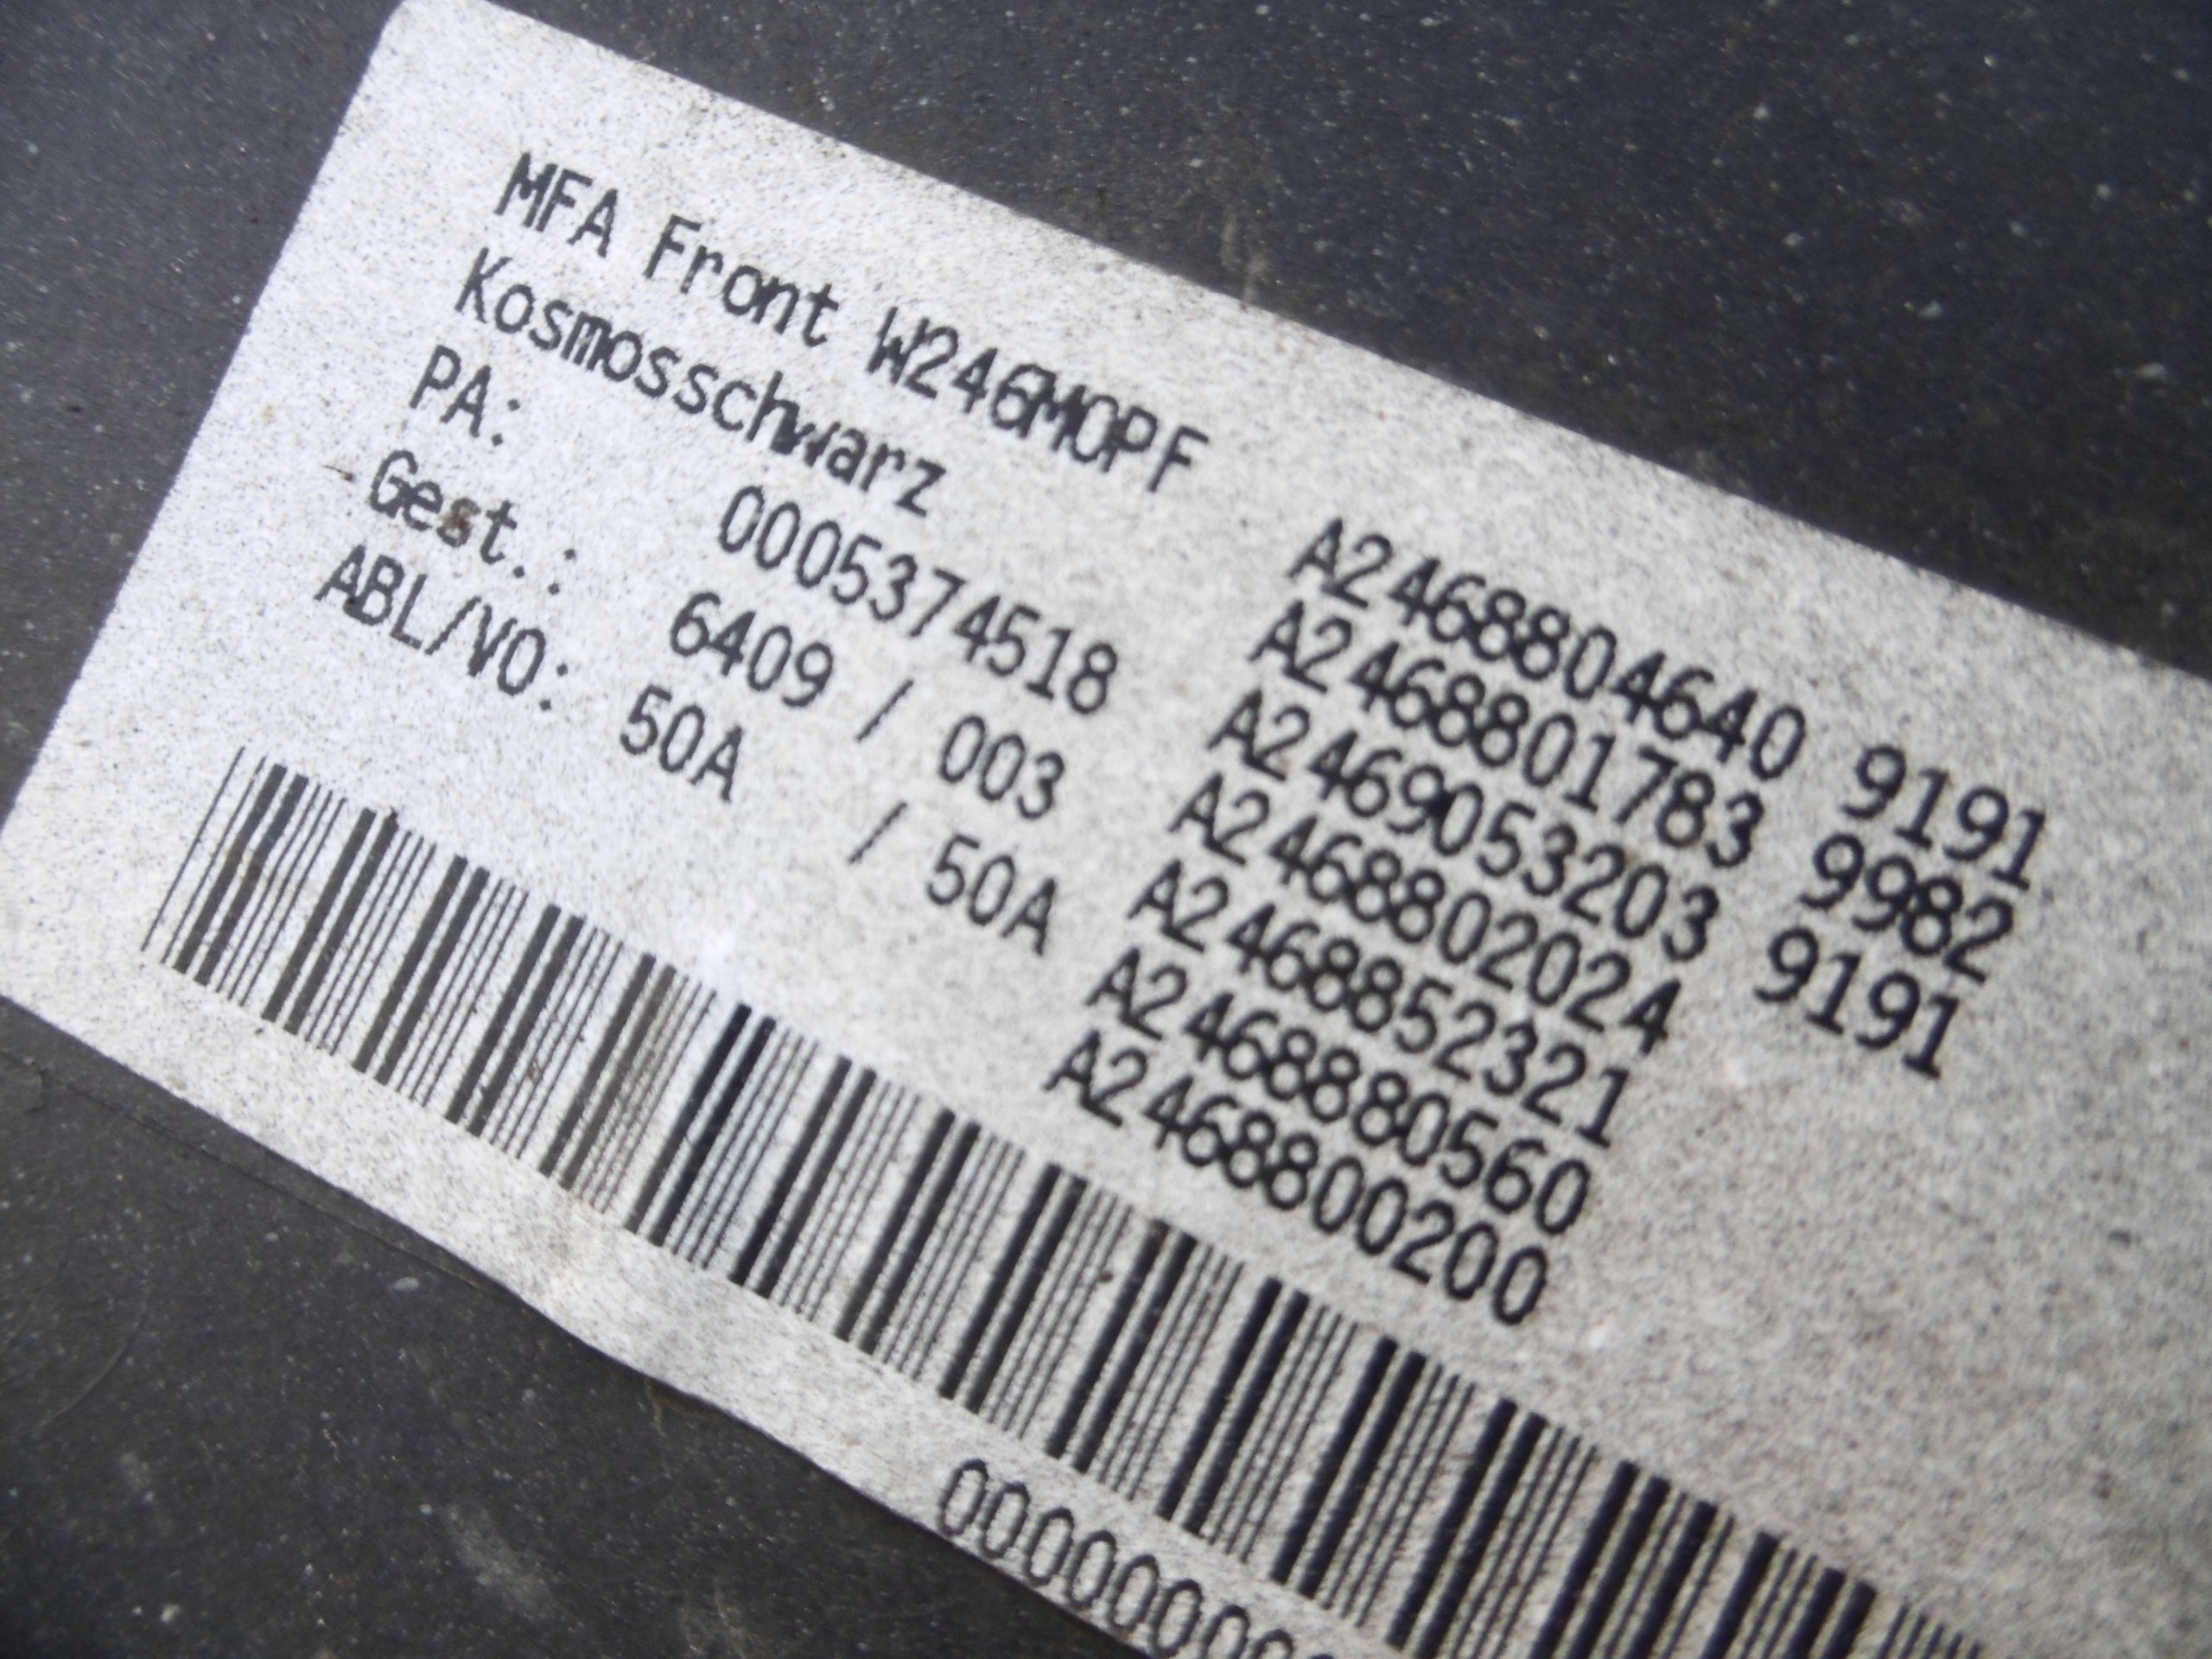 MFA Front W246MOPF
Kosmosschwarz
PA: 0005374518
Gest.: 6409 / 003
ABL/VO: 50A / 50A
A2468804640 9191
A2468801783 9982
A2469053203 9191
A2468802024
A2468852321
A2468880560
A2468800200